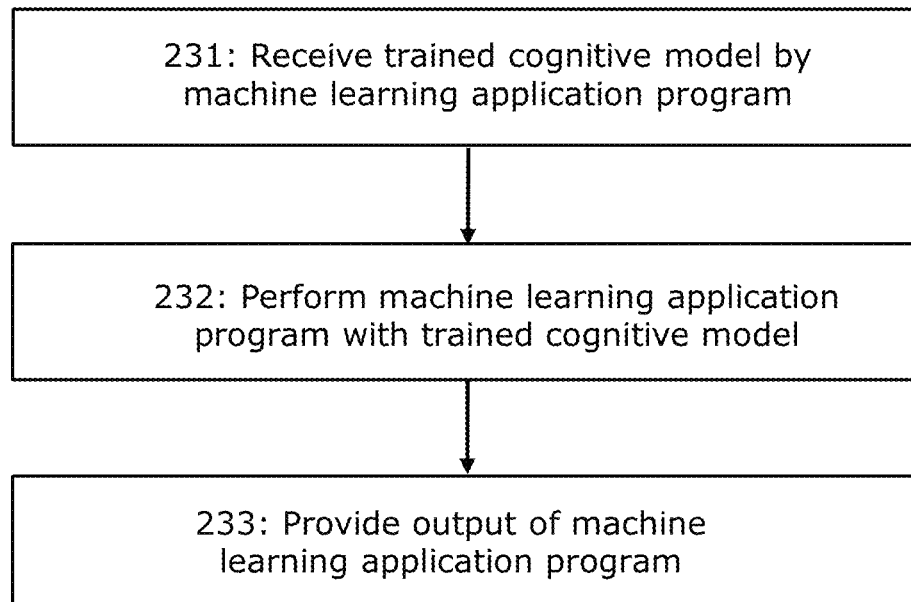 231: Receive trained cognitive model by
machine learning application program
232: Perform machine learning application
program with trained cognitive model
233: Provide output of machine
learning application program